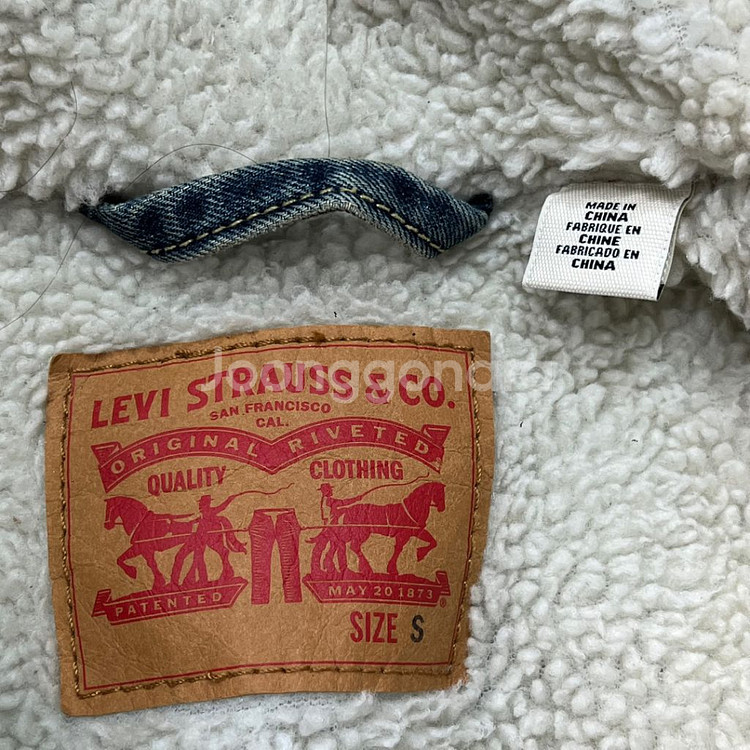 MADE IN
CHINA
FABRIQUE EN
CHINE
FABRICADO EN
CHINA
LEVI STRAUSS & CO.
SAN FRANCISCO
CAL.
ORIGINAL RIVETED
QUALITY CLOTHING
PATENTED MAY 20 1873 ®
SIZE S